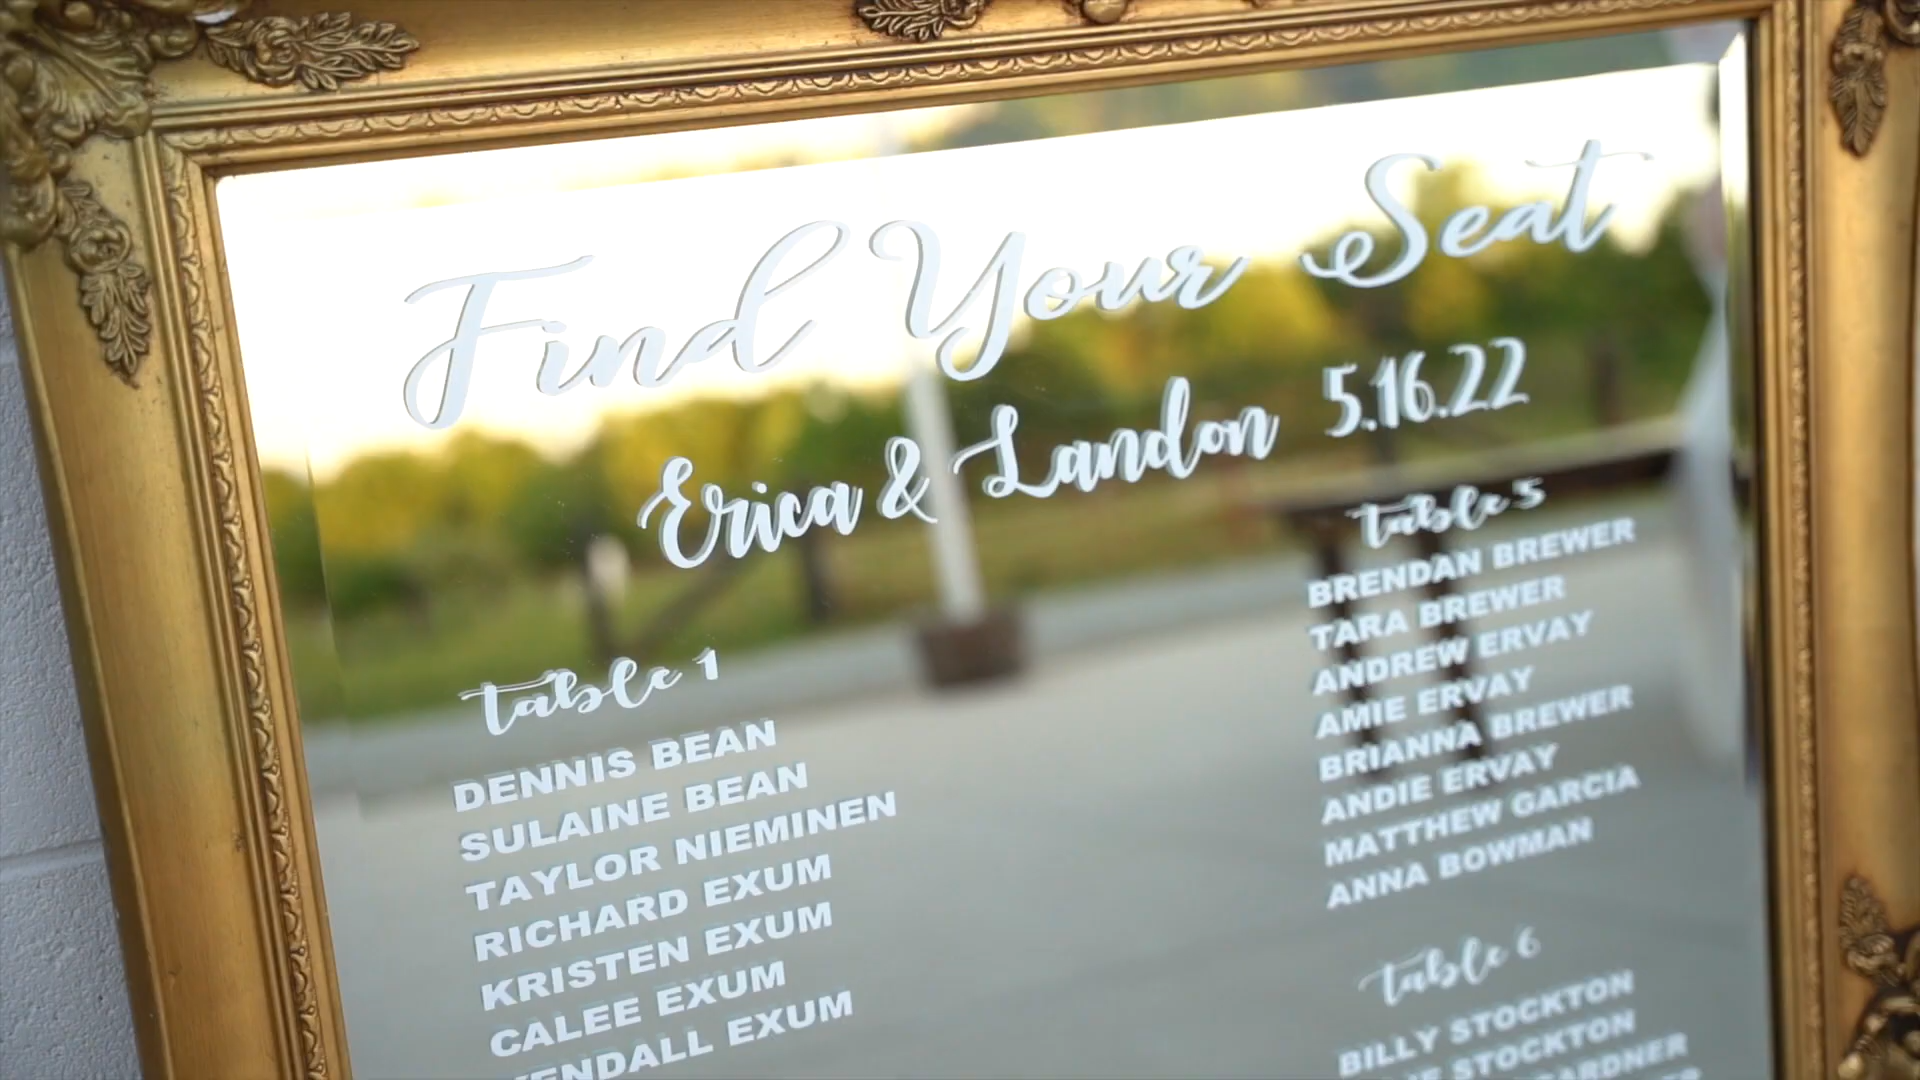 Find Your Seat
Erica & Landon 5.16.22
table 1
DENNIS BEAN
SULAINE BEAN
TAYLOR NIEMINEN
RICHARD EXUM
KRISTEN EXUM
CALEE EXUM
EXUM
table 5
BRENDAN BREWER
TARA BREWER
ANDREW ERVAY
AMIE ERVAY
BRIANNA BREWER
ANDIE ERVAY
MATTHEW GARCIA
ANNA BOWMAN
table 6
BILLY STOCKTON
STOCKTON